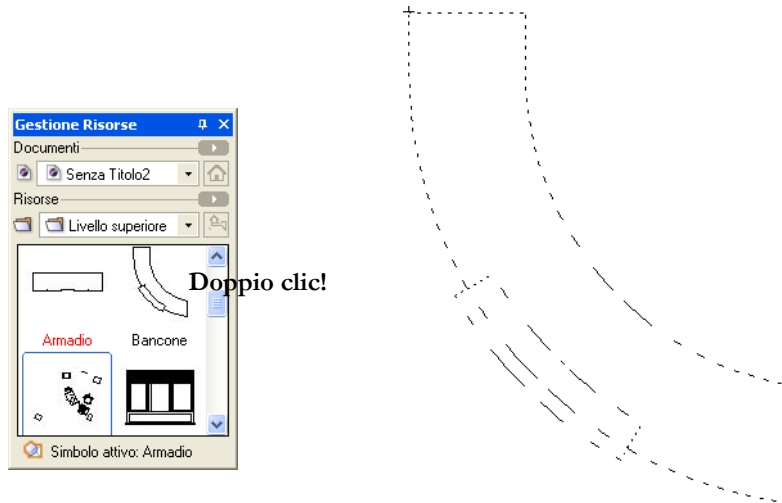 Gestione Risorse
Documenti
Senza Titolo2
Risorse
Livello superiore
Doppio clic!
Armadio
Bancone
Simbolo attivo: Armadio